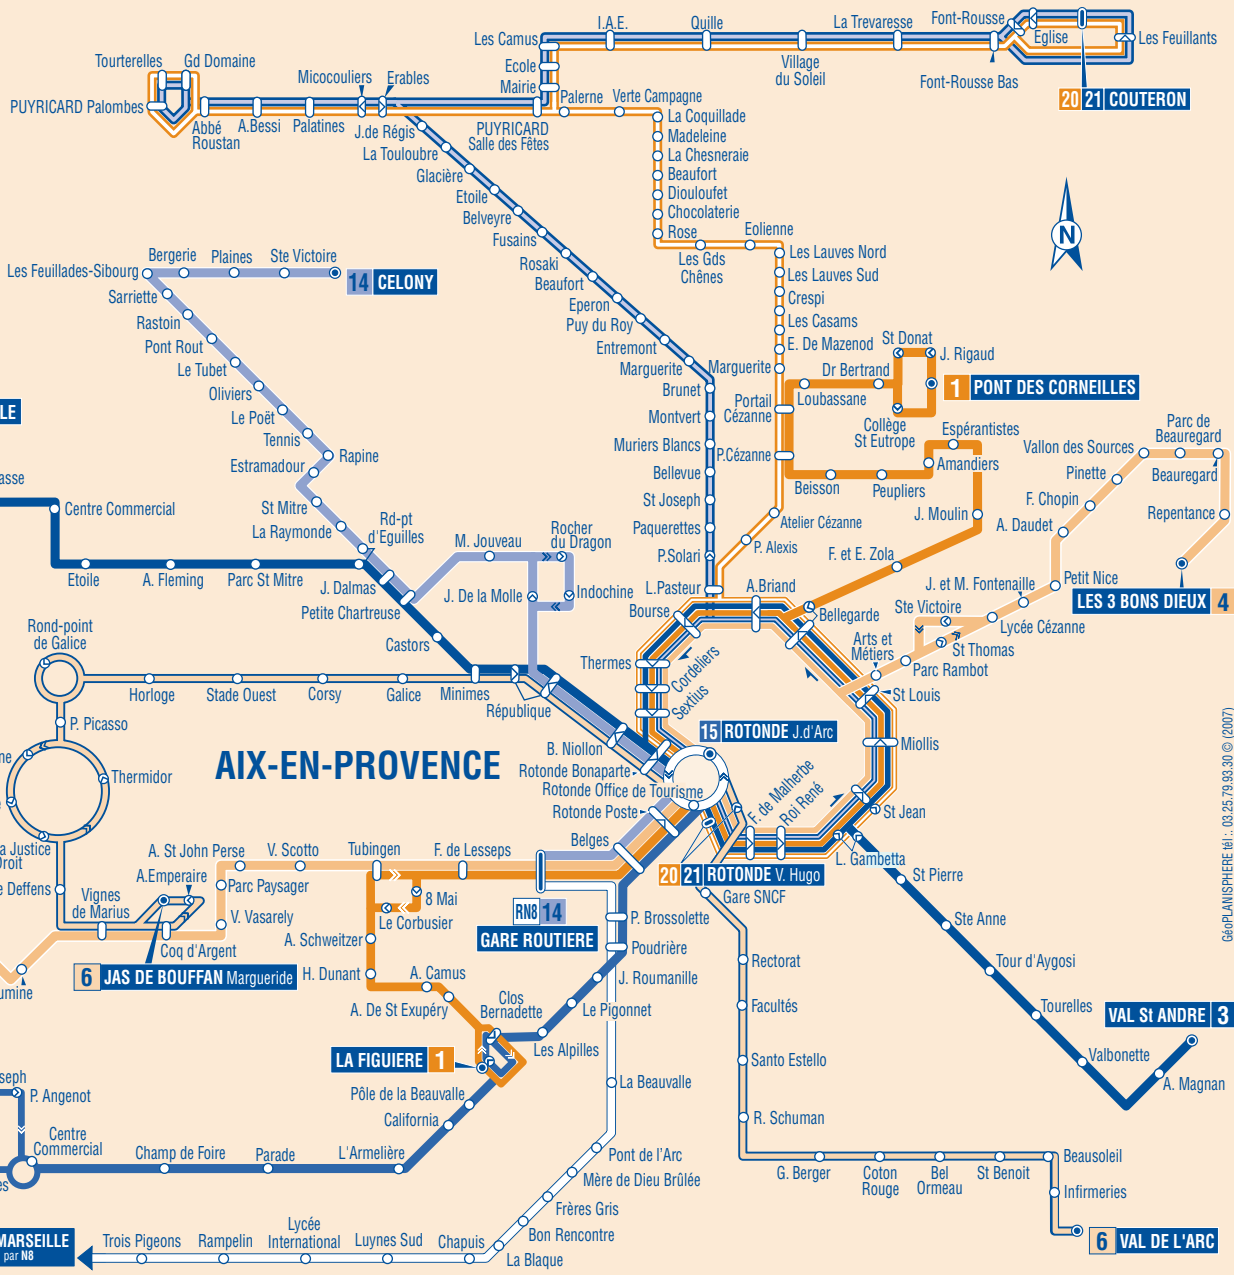 I.A.E.
Quille
La Trevaresse
Font-Rousse
Les Camus
Eglise
Les Feuillants
Tourterelles
Gd Domaine
Village
du Soleil
Ecole
Micocouliers
Erables
Font-Rousse Bas
Mairie
PUYRICARD Palombes
Palerne
Verte Campagne
20 21 COUTERON
Abbé
Roustan
A.Bessi
Palatines
J.de Régis
PUYRICARD
Salle des Fêtes
La Coquillade
Madeleine
La Touloubre
La Chesneraie
Glacière
Beaufort
Etoile
Diouloufet
Belveyre
Chocolaterie
Rose
Eolienne
N
Fusains
Les Gds
Chênes
Les Lauves Nord
Bergerie
Plaines
Ste Victoire
Rosaki
Les Feuillades-Sibourg
Les Lauves Sud
14 CELONY
Beaufort
Sarriette
Eperon
Crespi
Rastoin
Puy du Roy
Les Casams
Pont Rout
Entremont
E. De Mazenod
St Donat
J. Rigaud
Le Tubet
Marguerite
Marguerite
Dr Bertrand
Oliviers
Brunet
Loubassane
1 PONT DES CORNEILLES
LE
Le Poët
Montvert
Portail
Cézanne
Collège
St Eutrope
Tennis
Muriers Blancs
Espérantistes
Parc de
Beauregard
Rapine
P.Cézanne
Vallon des Sources
Estramadour
Bellevue
Amandiers
Pinette
Beauregard
asse
Beisson
Peupliers
St Mitre
St Joseph
F. Chopin
Centre Commercial
J. Moulin
Repentance
La Raymonde
Rd-pt
d'Eguilles
Rocher
du Dragon
Paquerettes
Atelier Cézanne
A. Daudet
M. Jouveau
P.Solari
P. Alexis
F. et E. Zola
Etoile
A. Fleming
Parc St Mitre
J. Dalmas
J. De la Molle
Indochine
L.Pasteur
A.Briand
J. et M. Fontenaille
Petit Nice
Petite Chartreuse
Bourse
Bellegarde
Ste Victoire
LES 3 BONS DIEUX 4
Rond-point
de Galice
Castors
Arts et
Métiers
St Thomas
Lycée Cézanne
Thermes
Cordeliers
Parc Rambot
Horloge
Stade Ouest
Corsy
Galice
Minimes
République
Sextius
St Louis
P. Picasso
15 ROTONDE J.d'Arc
Miollis
AIX-EN-PROVENCE
B. Niollon
ne
Thermidor
Rotonde Bonaparte
Rotonde Office de Tourisme
F. de Malherbe
Roi René
Rotonde Poste
St Jean
Belges
a Justice
Droit
A. St John Perse
V. Scotto
Tubingen
F. de Lesseps
L. Gambetta
A.Emperaire
20 21 ROTONDE V. Hugo
St Pierre
e Deffens
Vignes
de Marius
Parc Paysager
8 Mai
Gare SNCF
RN8 14
GARE ROUTIERE
V. Vasarely
Le Corbusier
P. Brossolette
Ste Anne
Coq d'Argent
A. Schweitzer
Poudrière
6 JAS DE BOUFFAN Margueride
H. Dunant
A. Camus
J. Roumanille
Rectorat
Tour d'Aygosi
umine
A. De St Exupéry
Clos
Bernadette
Le Pigonnet
Facultés
Tourelles
VAL St ANDRE 3
LA FIGUIERE 1
Les Alpilles
Santo Estello
Valbonette
seph
La Beauvalle
A. Magnan
P. Angenot
Pôle de la Beauvalle
California
R. Schuman
Centre
Commercial
Champ de Foire
Parade
L'Armelière
Pont de l'Arc
Beausoleil
es
Mère de Dieu Brûlée
G. Berger
Coton
Rouge
Bel
Ormeau
St Benoit
Infirmeries
Frères Gris
MARSEILLE
par N8
Trois Pigeons
Rampelin
Lycée
International
Luynes Sud
Chapuis
Bon Rencontre
6 VAL DE L'ARC
La Blaque
GéoPLANISPHERE tél : 03.25.79.93.30 © (2007)